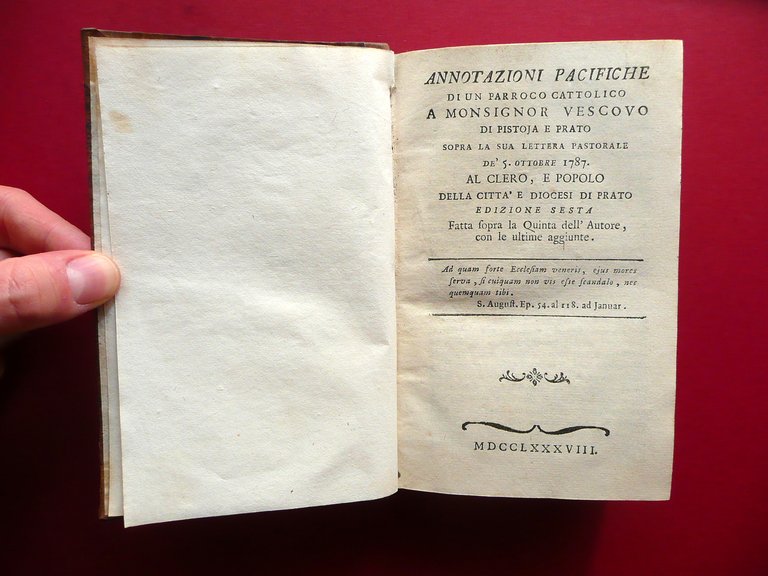 ANNOTAZIONI PACIFICHE
DI UN PARROCO CATTOLICO
A MONSIGNOR VESCOVO
DI PISTOJA E PRATO
SOPRA LA SUA LETTERA PASTORALE
DE' 5. OTTOBRE 1787.
AL CLERO, E POPOLO
DELLA CITTA' E DIOCESI DI PRATO
EDIZIONE SESTA
Fatta ſopra la Quinta dell' Autore,
con le ultime aggiunte.
Ad quam forte Eccleſiam veneris, ejus mores
ſerva, ſi cuiquam non vis eſſe ſcandalo, nec
quemquam tibi.
S. Auguſt. Ep. 54. al 118. ad Januar.
MDCCLXXXVIII.